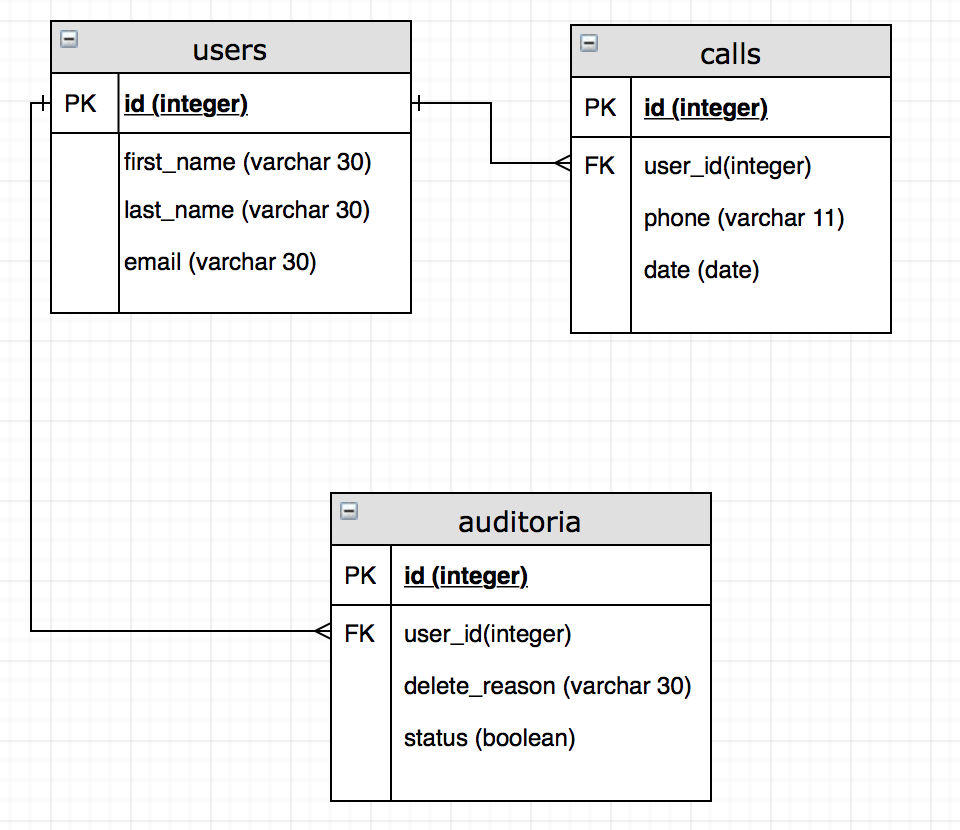 users
PK id (integer)
first_name (varchar 30)
last_name (varchar 30)
email (varchar 30)
calls
PK id (integer)
FK user_id(integer)
phone (varchar 11)
date (date)
auditoria
PK id (integer)
FK user_id(integer)
delete_reason (varchar 30)
status (boolean)